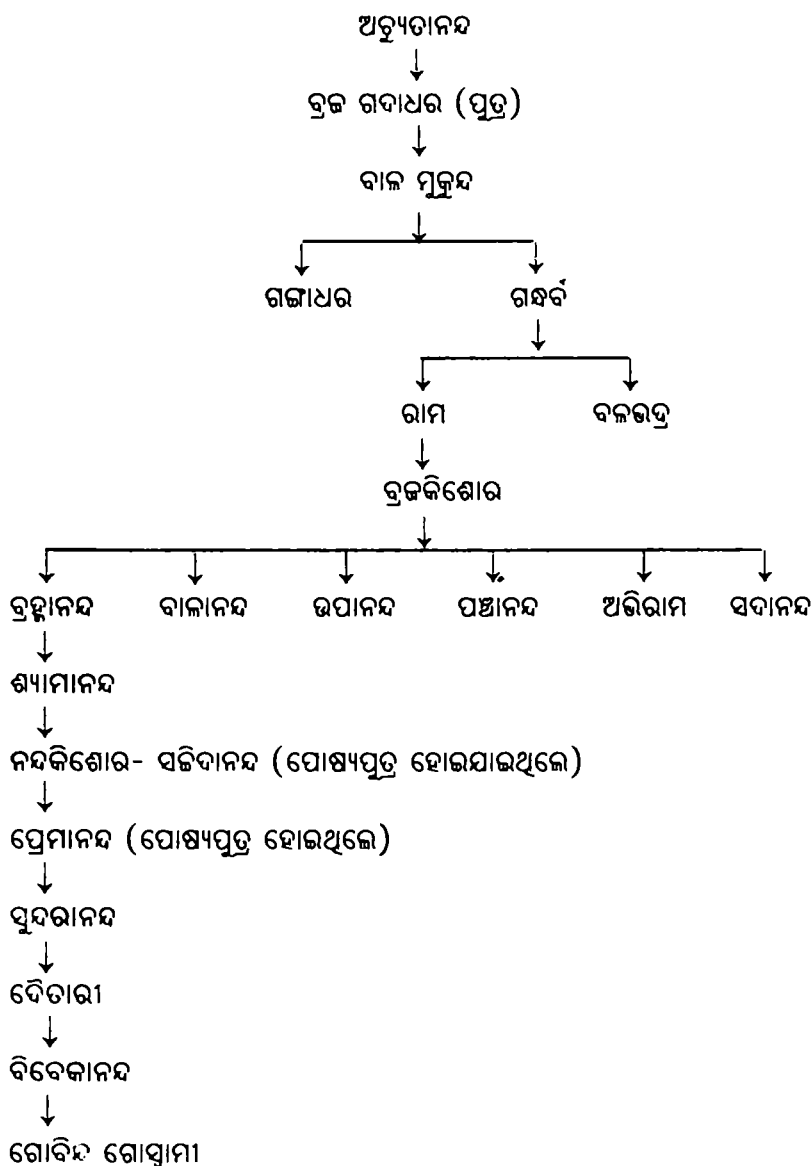 ଅଚ୍ୟୁତାନନ୍ଦ
ବ୍ରଜ ଗଦାଧର (ପୁତ୍ର)
ବାଳ ମୁକୁନ୍ଦ
ଗଙ୍ଗାଧର ଗନ୍ଧର୍ବ
ରାମ ବଳଭଦ୍ର
ବ୍ରଜକିଶୋର
ବ୍ରହ୍ମାନନ୍ଦ ବାଳାନନ୍ଦ ଉପାନନ୍ଦ ପଞ୍ଚାନନ୍ଦ ଅଭିରାମ ସଦାନନ୍ଦ
ଶ୍ୟାମାନନ୍ଦ
ନନ୍ଦକିଶୋର- ସଚ୍ଚିଦାନନ୍ଦ (ପୋଷ୍ୟପୁତ୍ର ହୋଇଯାଇଥିଲେ)
ପ୍ରେମାନନ୍ଦ (ପୋଷ୍ୟପୁତ୍ର ହୋଇଥିଲେ)
ସୁନ୍ଦରାନନ୍ଦ
ଦୈତାରୀ
ବିବେକାନନ୍ଦ
ଗୋବିନ୍ଦ ଗୋସ୍ୱାମୀ